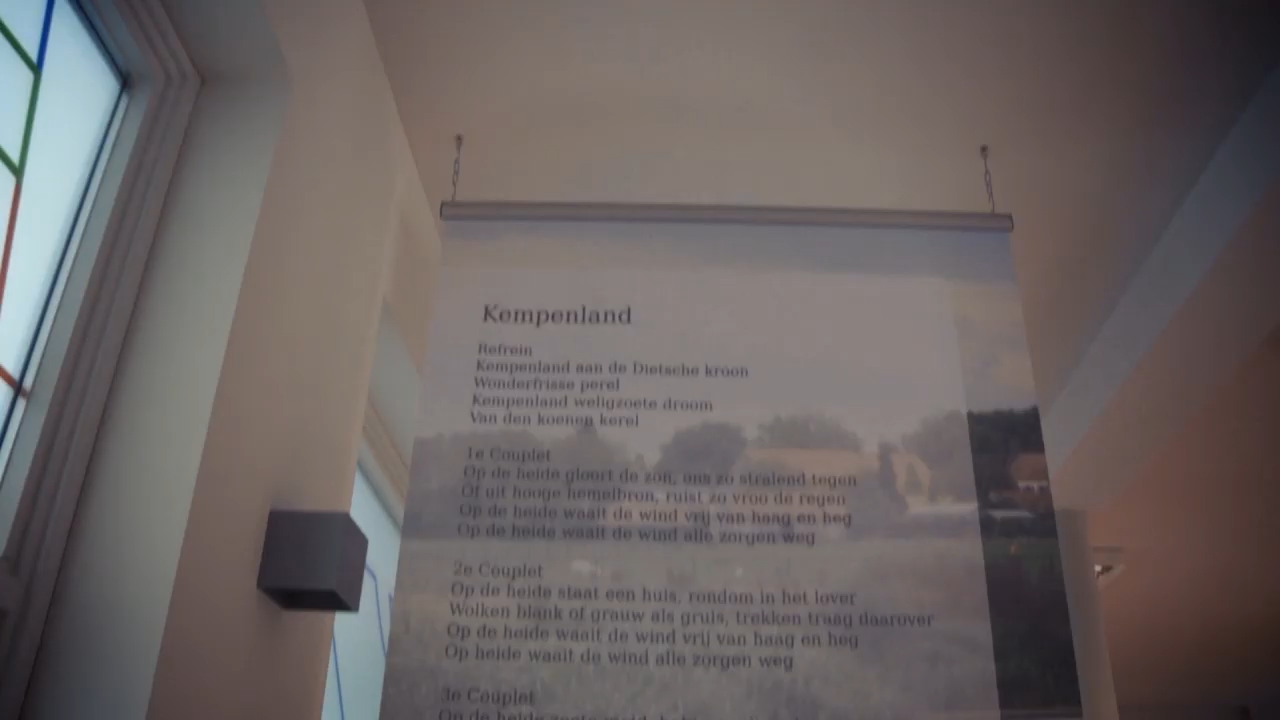 Kempenland
Refrein
Kempenland aan de Dietsche kroon
Wonderfrisse perel
Kempenland weligzoete droom
Van den koenen kerel
1e Couplet
Op de heide gloort de zon, ons zo stralend tegen
Of uit hooge hemelbron, ruist zo vroo de regen
Op de heide waait de wind vrij van haag en heg
Op de heide waait de wind alle zorgen weg
2e Couplet
Op de heide staat een huis, rondom in het lover
Wolken blank of grauw als gruis, trekken traag daarover
Op de heide waait de wind vrij van haag en heg
Op heide waait de wind alle zorgen weg
3e Couplet
Op de heide